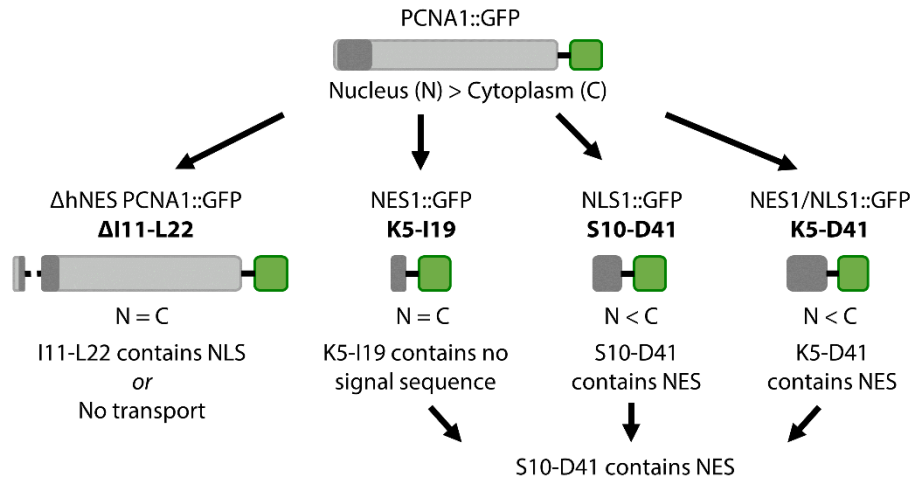 PCNA1::GFP
Nucleus (N) > Cytoplasm (C)
ΔhNES PCNA1::GFP
ΔI11-L22
N = C
I11-L22 contains NLS
or
No transport
NES1::GFP
K5-I19
N = C
K5-I19 contains no
signal sequence
NLS1::GFP
S10-D41
N < C
S10-D41
contains NES
NES1/NLS1::GFP
K5-D41
N < C
K5-D41
contains NES
S10-D41 contains NES